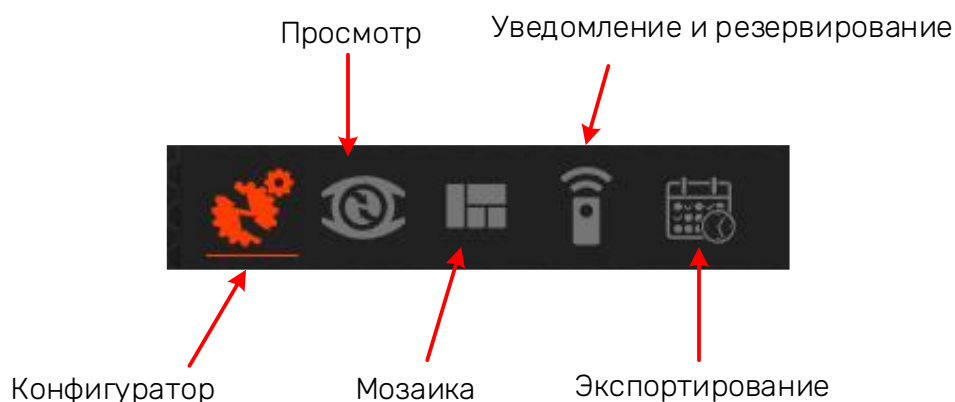 Просмотр
Уведомление и резервирование
Конфигуратор
Мозаика
Экспортирование